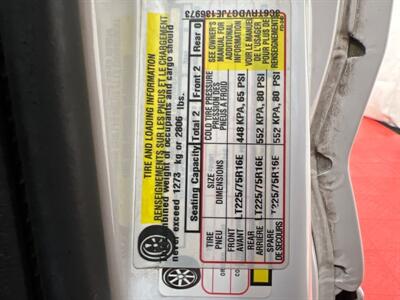 3C6TRVDG7JE136973
TIRE AND LOADING INFORMATION
RENSEIGNEMENTS SUR LES PNEUS ET LE CHARGEMENT
The combined weight of occupants and cargo should
never exceed 1273 kg or 2806 lbs.
Seating Capacity Total 2 Front 2 Rear 0
TIRE SIZE COLD TIRE PRESSURE
PNEU DIMENSIONS PRESSION DES
PNEUS À FROID
FRONT LT225/75R16E 448 KPA, 65 PSI
AVANT
REAR LT225/75R16E 552 KPA, 80 PSI
ARRIÈRE
SPARE LT225/75R16E 552 KPA, 80 PSI
DE SECOURS
SEE OWNER'S
MANUAL FOR
ADDITIONAL
INFORMATION
VOIR LE MANUEL
DE L'USAGER
POUR PLUS DE
RENSEIGNEMENTS